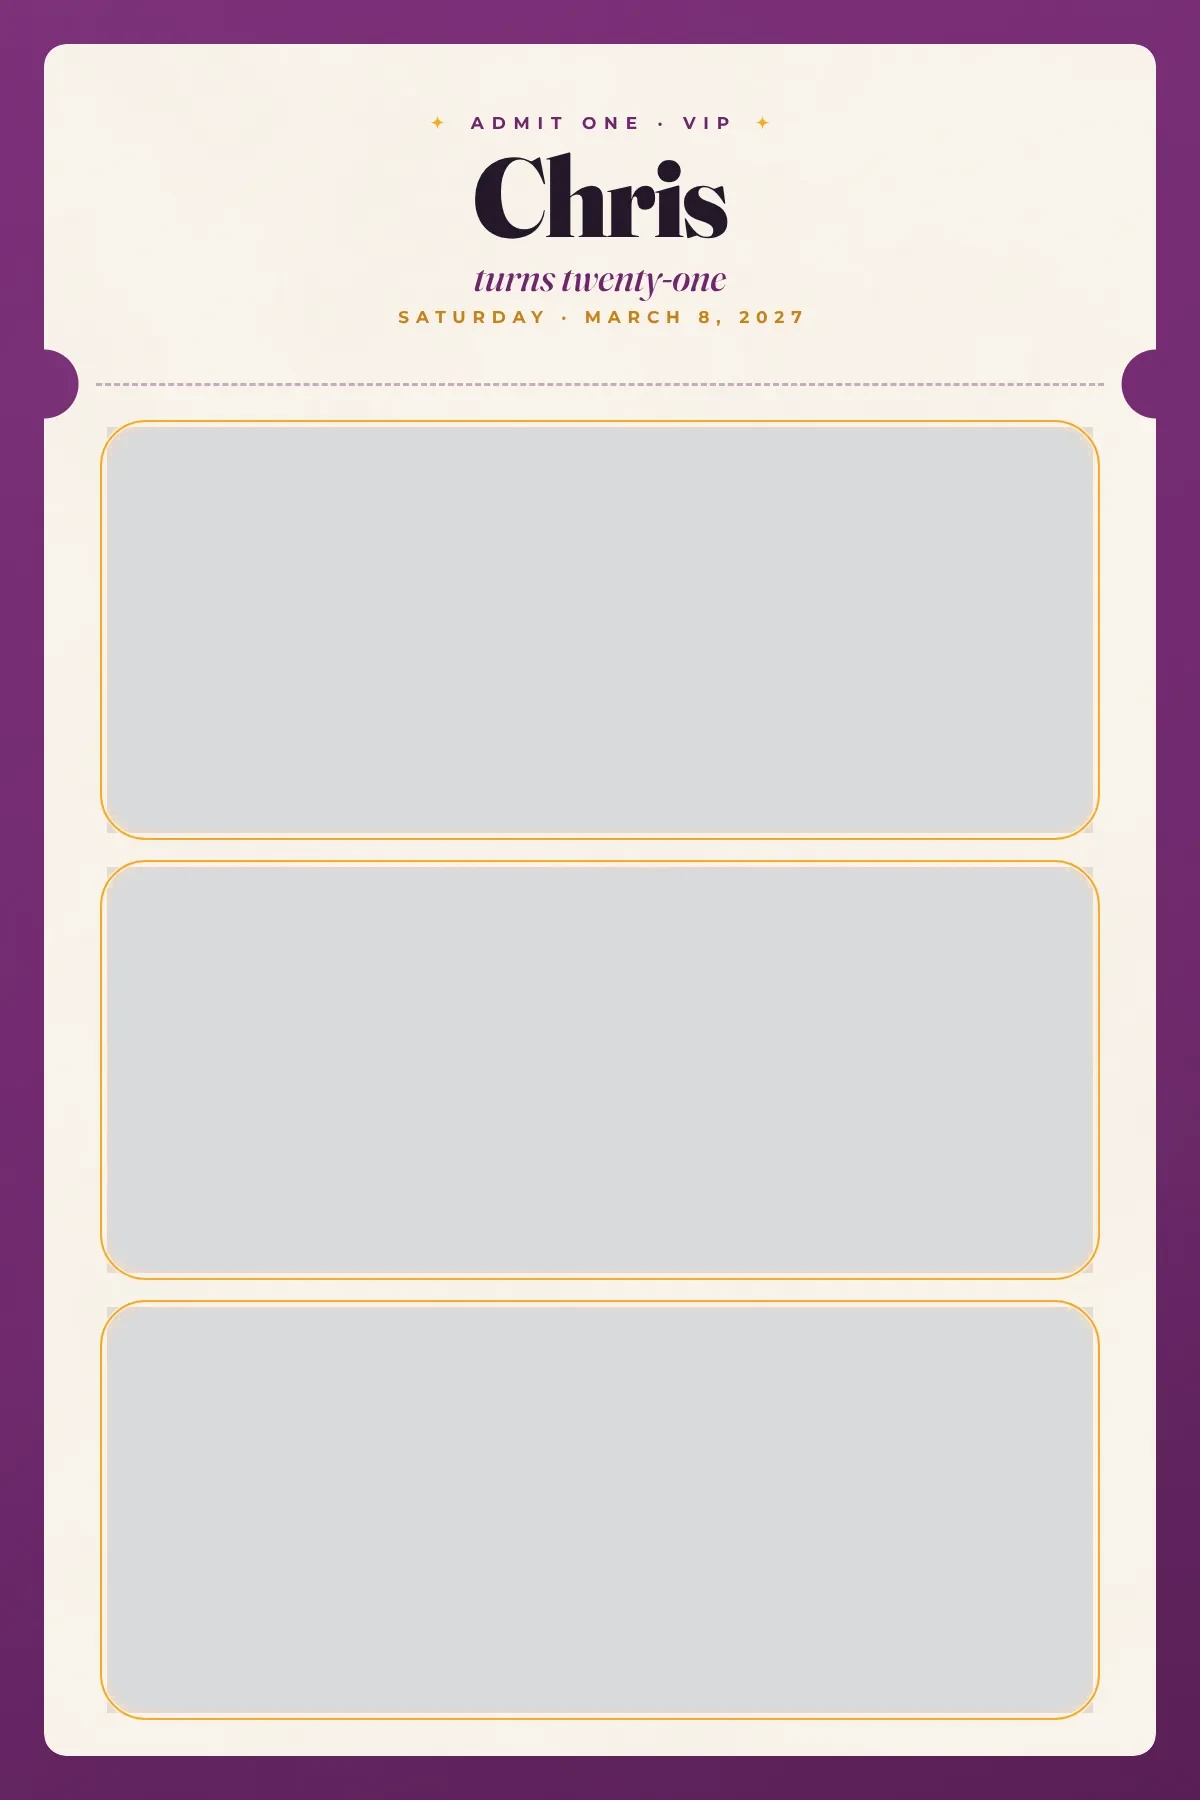 ✦ ADMIT ONE · VIP ✦
Chris
turns twenty-one
SATURDAY · MARCH 8, 2027